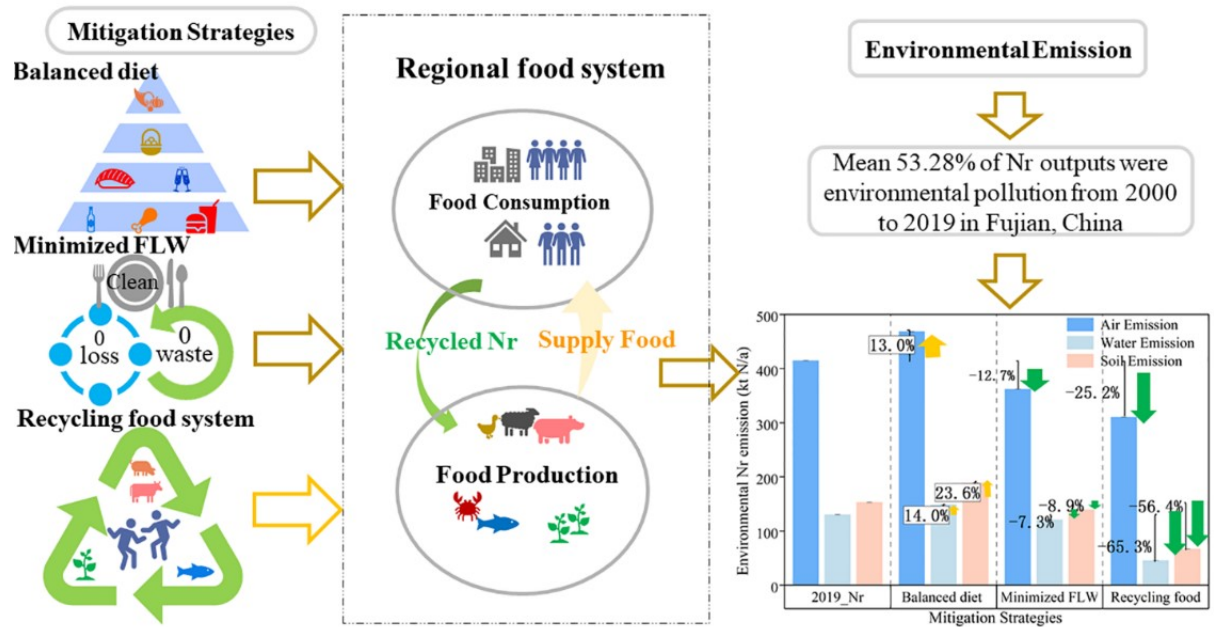 Mitigation Strategies
Balanced diet
Minimized FLW
Clean
0
loss
0
waste
Recycling food system
Regional food system
Food Consumption
Recycled Nr
Supply Food
Food Production
Environmental Emission
Mean 53.28% of Nr outputs were
environmental pollution from 2000
to 2019 in Fujian, China
Environmental Nr emission (kt N/a)
500
400
300
200
100
0
Air Emission
Water Emission
Soil Emission
13.0%
14.0%
23.6%
-12.7%
-7.3%
-8.9%
-25.2%
-65.3%
-56.4%
2019_Nr
Balanced diet
Minimized FLW
Recycling food
Mitigation Strategies